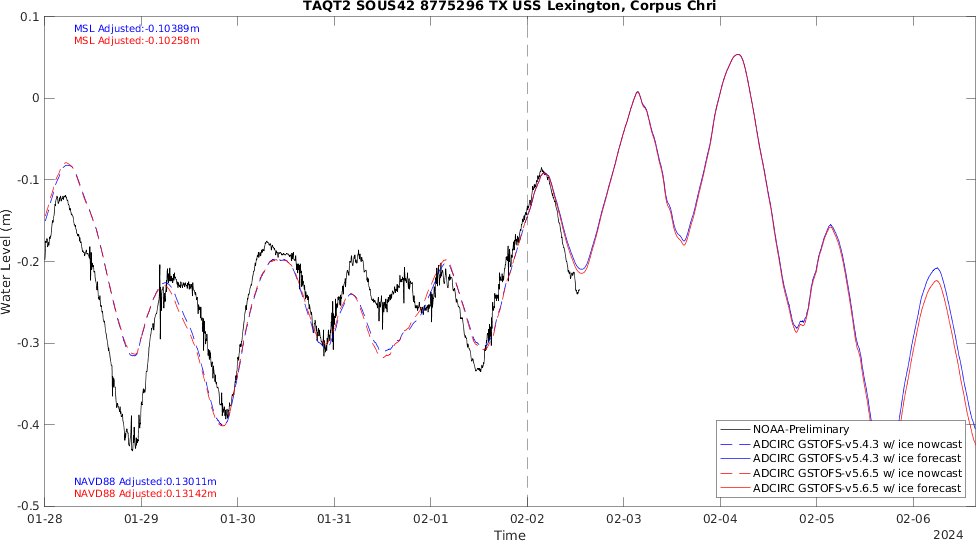 TAQT2 SOUS42 8775296 TX USS Lexington, Corpus Chri
MSL Adjusted:-0.10389m
MSL Adjusted:-0.10258m
0.1
0
-0.1
-0.2
-0.3
-0.4
-0.5
Water Level (m)
NAVD88 Adjusted:0.13011m
NAVD88 Adjusted:0.13142m
NOAA-Preliminary
ADCIRC GSTOFS-v5.4.3 w/ ice nowcast
ADCIRC GSTOFS-v5.4.3 w/ ice forecast
ADCIRC GSTOFS-v5.6.5 w/ ice nowcast
ADCIRC GSTOFS-v5.6.5 w/ ice forecast
01-28 01-29 01-30 01-31 02-01 02-02 02-03 02-04 02-05 02-06
Time
2024